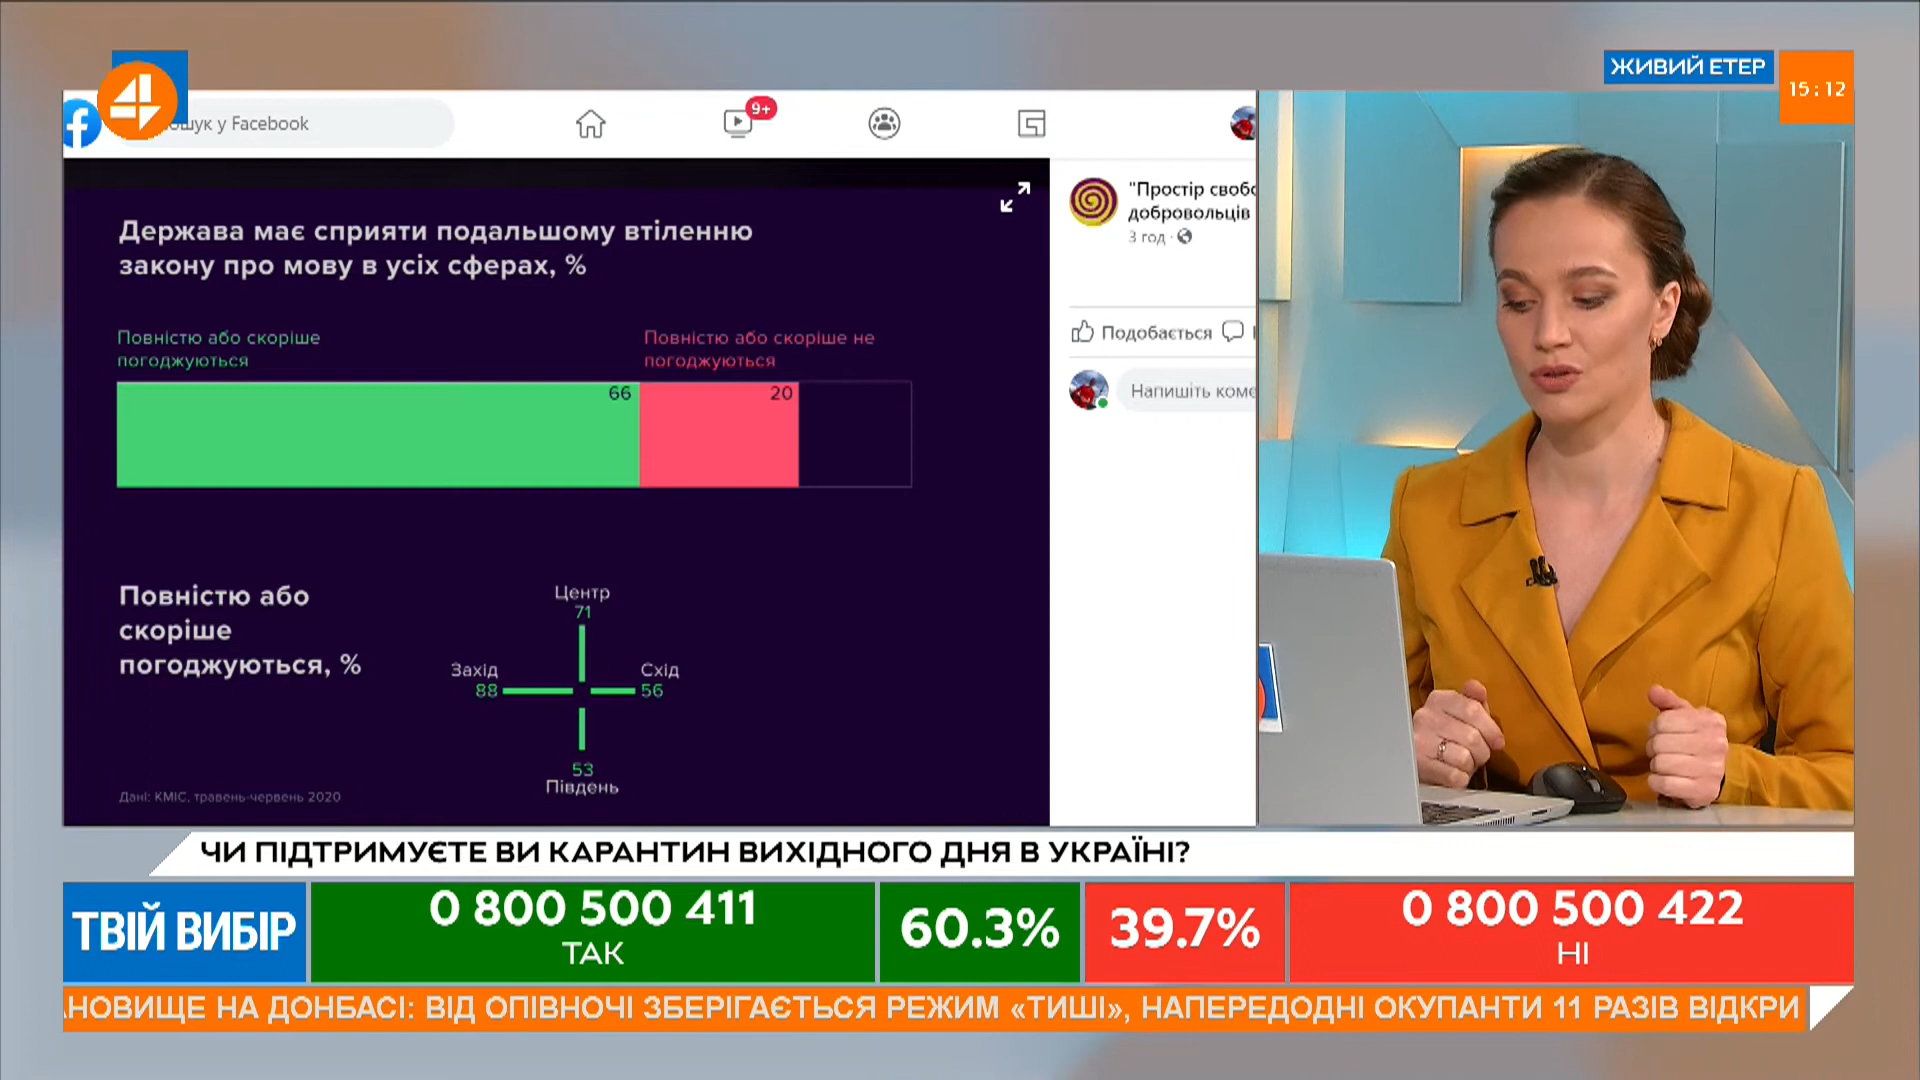 ЖИВИЙ ЕТЕР
15:12
4
ошук у Facebook
9+
Держава має сприяти подальшому втіленню
закону про мову в усіх сферах, %
Повністю або скоріше
погоджуються
Повністю або скоріше не
погоджуються
66
20
Повністю або
скоріше
погоджуються, %
Центр
71
Захід
88
Схід
56
53
Південь
Дані: КМІС, травень-червень 2020
"Простір свобо
добровольців
3 год ·
Подобається
Напишіть коме
ЧИ ПІДТРИМУЄТЕ ВИ КАРАНТИН ВИХІДНОГО ДНЯ В УКРАЇНІ?
ТВІЙ ВИБІР
0 800 500 411
ТАК
60.3%
39.7%
0 800 500 422
НІ
НОВИЩЕ НА ДОНБАСІ: ВІД ОПІВНОЧІ ЗБЕРІГАЄТЬСЯ РЕЖИМ «ТИШІ», НАПЕРЕДОДНІ ОКУПАНТИ 11 РАЗІВ ВІДКРИ